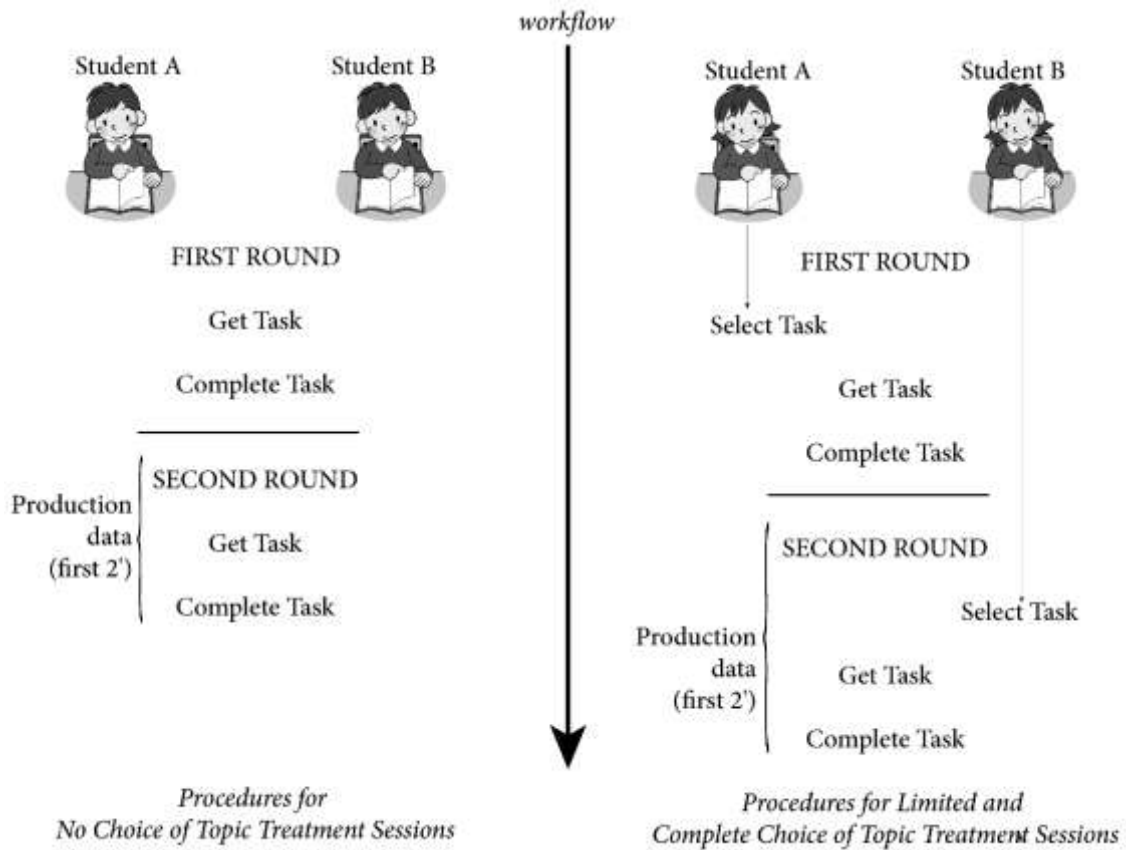 workflow
Student A
Student B
FIRST ROUND
Get Task
Complete Task
SECOND ROUND
Production
data
(first 2')
Get Task
Complete Task
Procedures for
No Choice of Topic Treatment Sessions
Student A
Student B
FIRST ROUND
Select Task
Get Task
Complete Task
SECOND ROUND
Select Task
Production
data
(first 2')
Get Task
Complete Task
Procedures for Limited and
Complete Choice of Topic Treatment Sessions